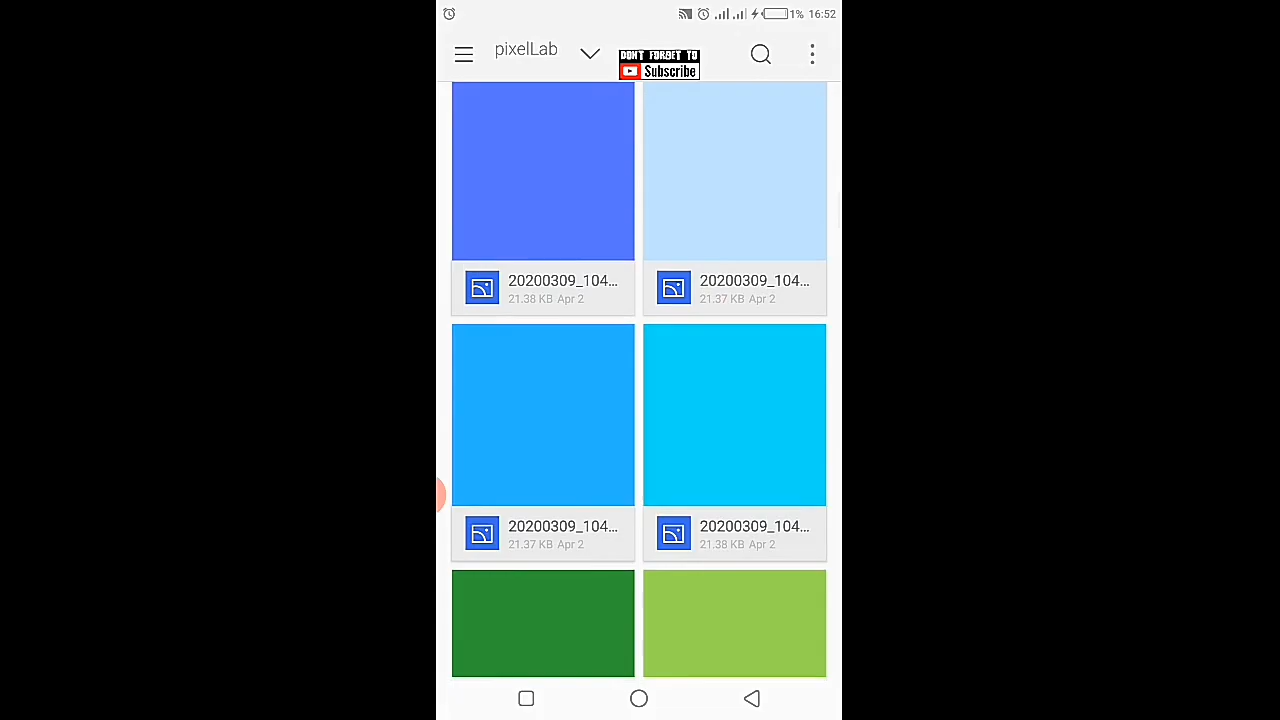 1% 16:52
pixelLab
DONT FORGET TO
Subscribe
20200309_104...
21.38 KB Apr 2
20200309_104...
21.37 KB Apr 2
20200309_104...
21.37 KB Apr 2
20200309_104...
21.38 KB Apr 2